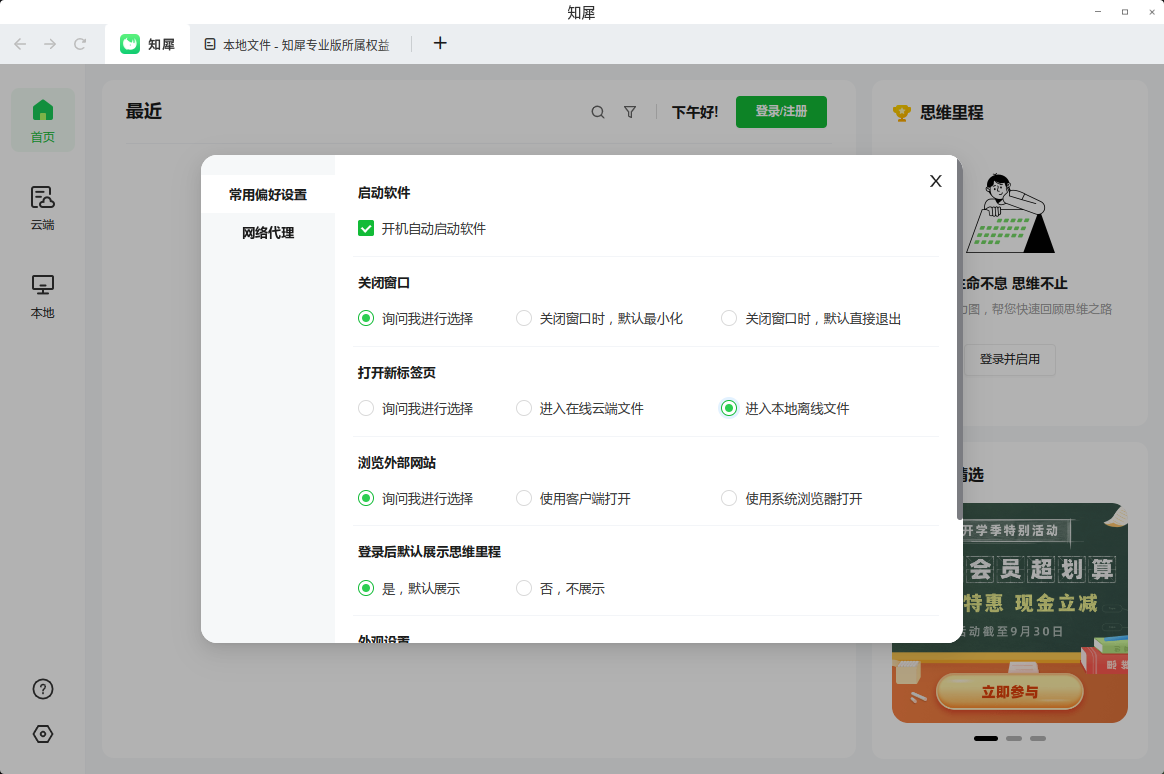 知犀
知犀
本地文件 - 知犀专业版所属权益
首页
云端
本地
最近
下午好!
登录/注册
常用偏好设置
网络代理
X
启动软件
开机自动启动软件
关闭窗口
询问我进行选择
关闭窗口时，默认最小化
关闭窗口时，默认直接退出
打开新标签页
询问我进行选择
进入在线云端文件
进入本地离线文件
浏览外部网站
询问我进行选择
使用客户端打开
使用系统浏览器打开
登录后默认展示思维里程
是，默认展示
否，不展示
外观设置
思维里程
命不息 思维不止
力图，帮您快速回顾思维之路
登录并启用
精选
开学季特别活动
会员超划算
特惠 现金立减
活动截至9月30日
立即参与